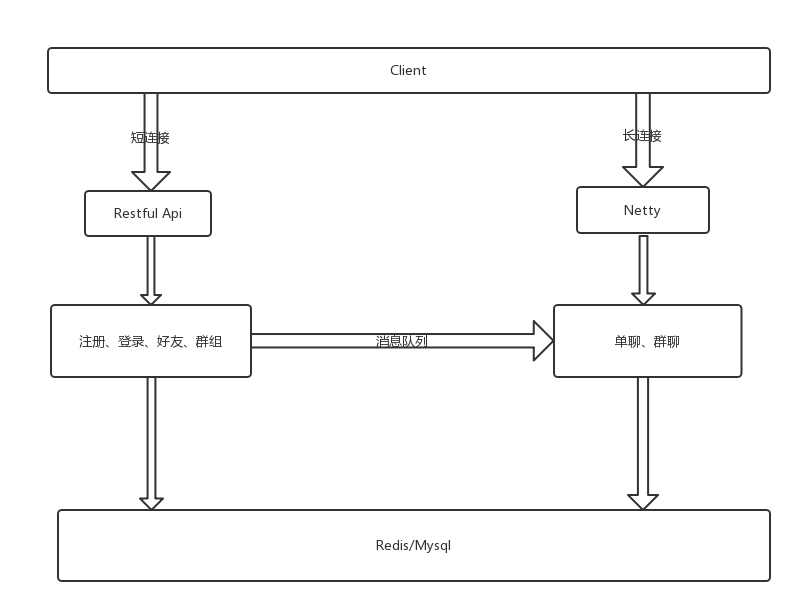 Client
短连接
长连接
Restful Api
Netty
注册、登录、好友、群组
消息队列
单聊、群聊
Redis/Mysql